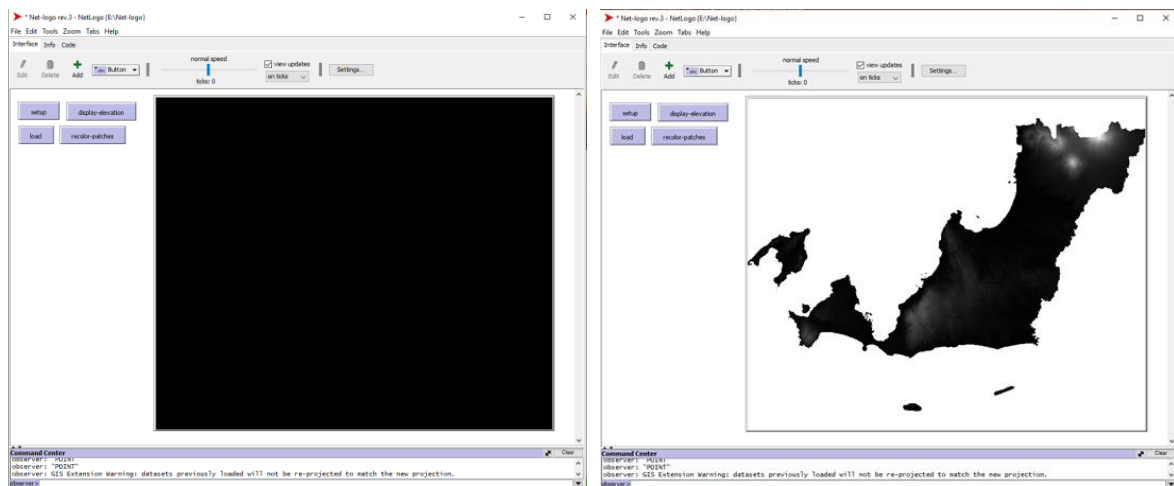 * Net-logo rev.3 - NetLogo {E:\Net-logo}
File Edit Tools Zoom Tabs Help
Interface Info Code
Edit Delete Add
Button
normal speed
ticks: 0
view updates
on ticks
Settings...
setup display-elevation
load recolor-patches
Command Center
Clear
observer: "POINT"
observer: "POINT"
observer: GIS Extension Warning: datasets previously loaded will not be re-projected to match the new projection.
observer>
* Net-logo rev.3 - NetLogo {E:\Net-logo}
File Edit Tools Zoom Tabs Help
Interface Info Code
Edit Delete Add
Button
normal speed
ticks: 0
view updates
on ticks
Settings...
setup display-elevation
load recolor-patches
Command Center
Clear
observer: "POINT"
observer: "POINT"
observer: GIS Extension Warning: datasets previously loaded will not be re-projected to match the new projection.
observer>